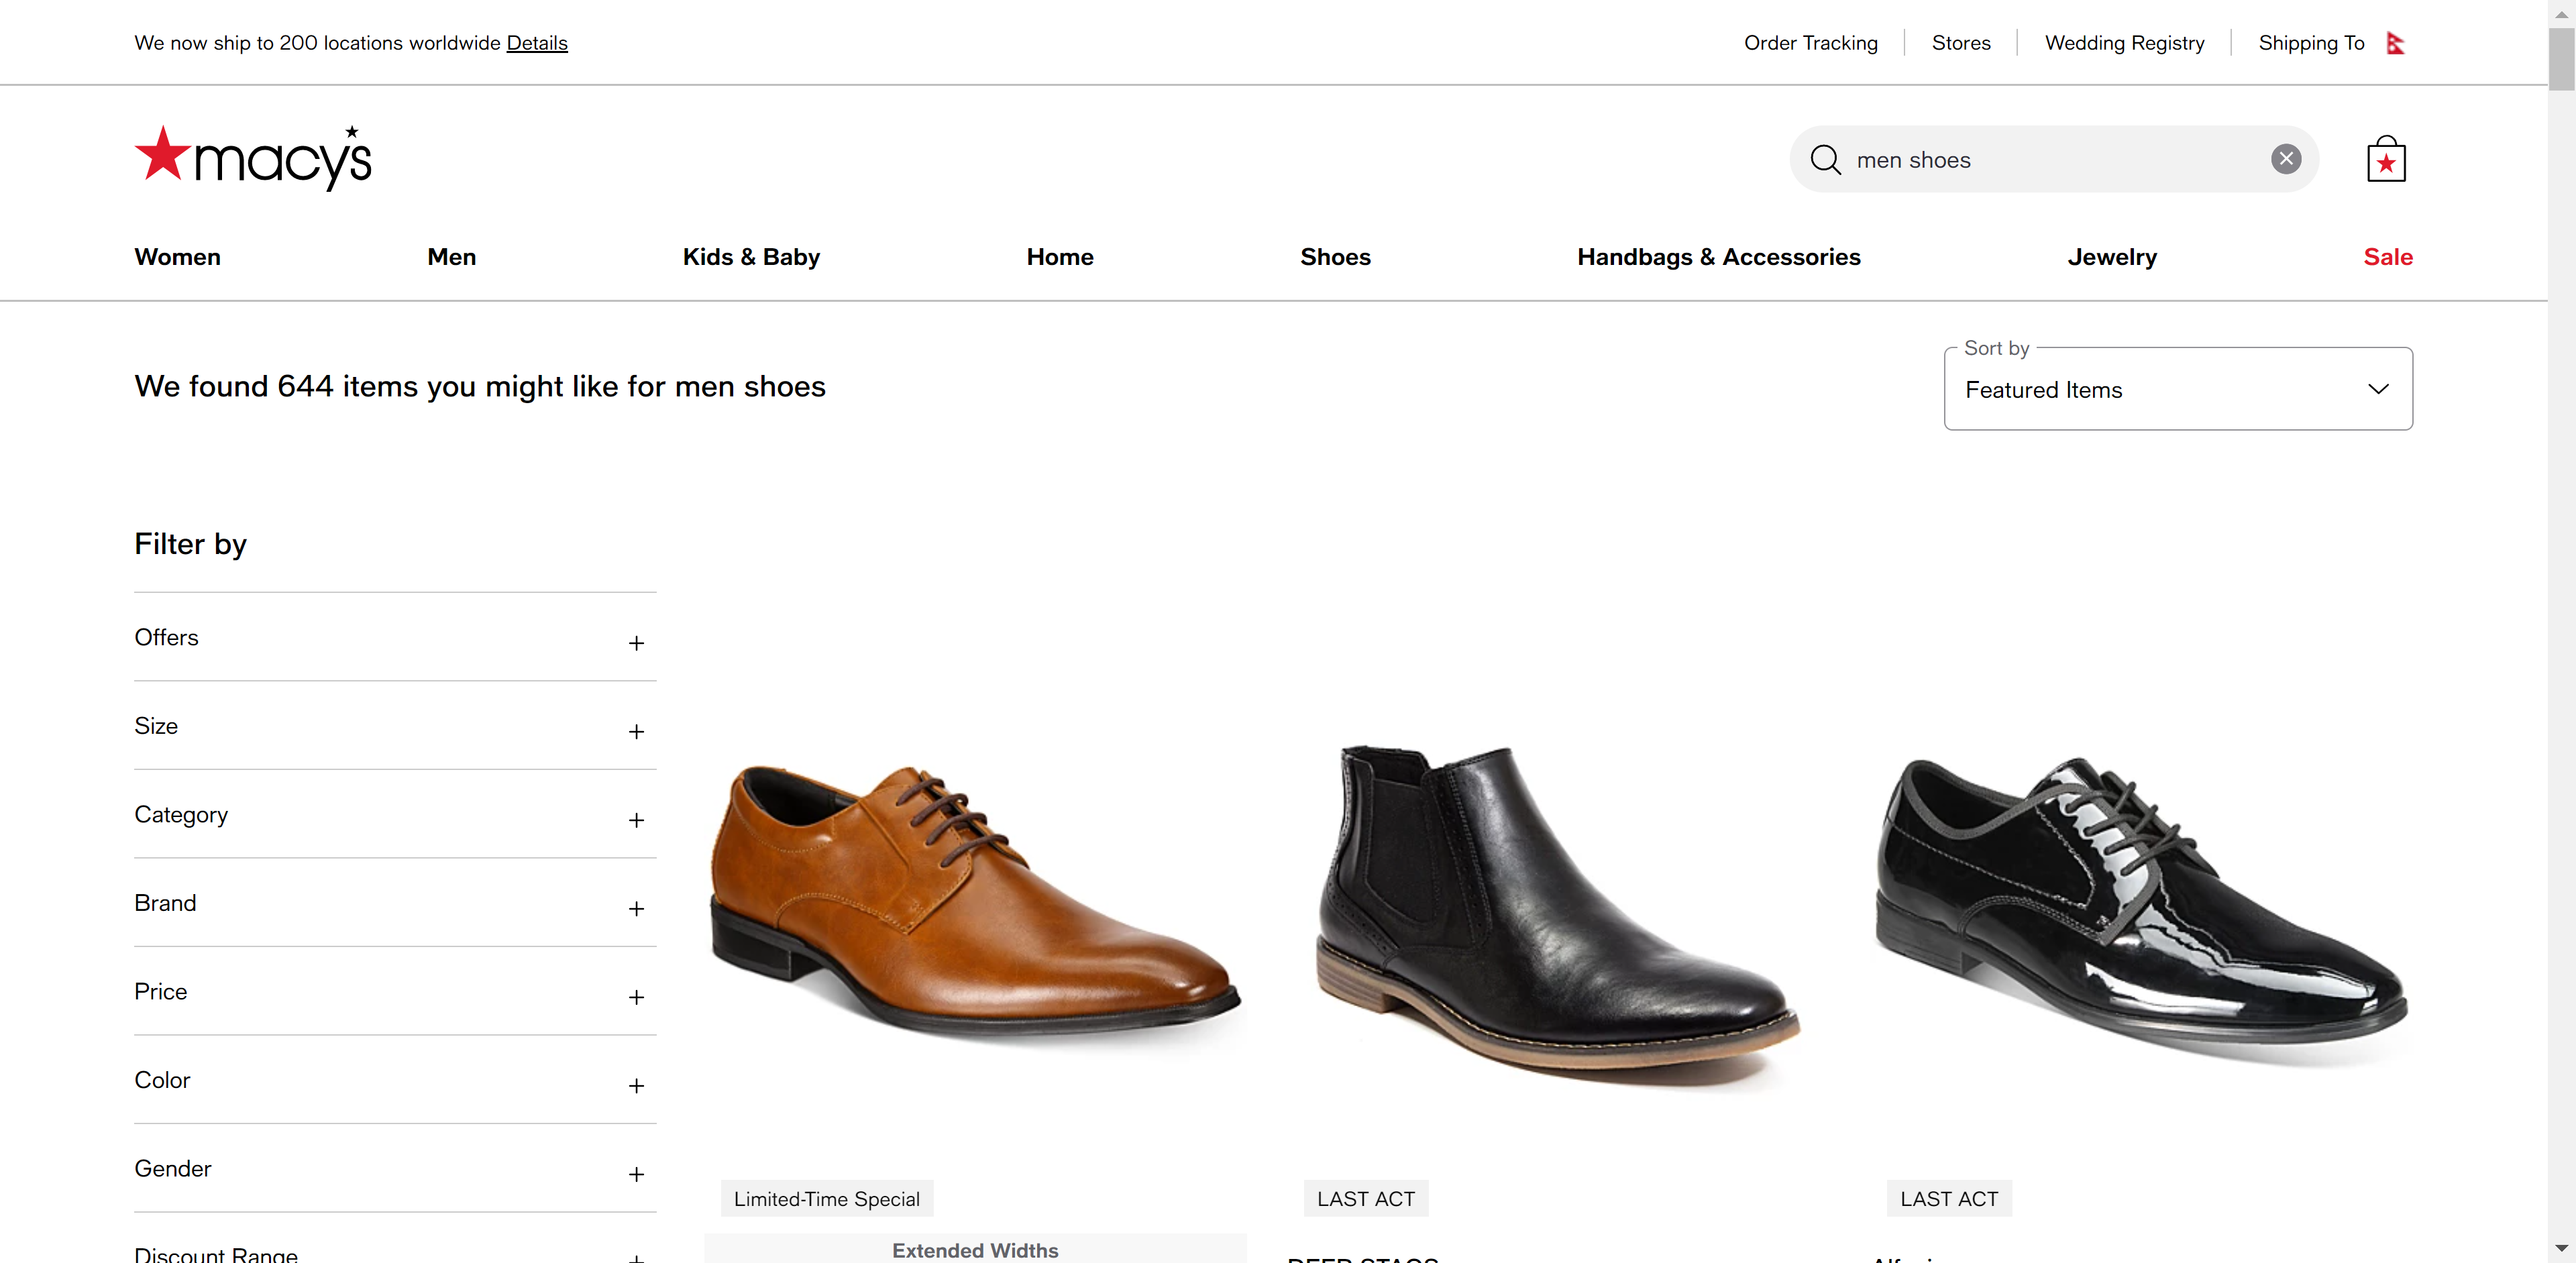 We now ship to 200 locations worldwide Details
Order Tracking
Stores
Wedding Registry
Shipping To
macy's
men shoes
Women
Men
Kids & Baby
Home
Shoes
Handbags & Accessories
Jewelry
Sale
We found 644 items you might like for men shoes
Sort by
Featured Items
Filter by
Offers
Size
Category
Brand
Price
Color
Gender
Discount Range
Limited-Time Special
LAST ACT
LAST ACT
Extended Widths
DEER STAGS